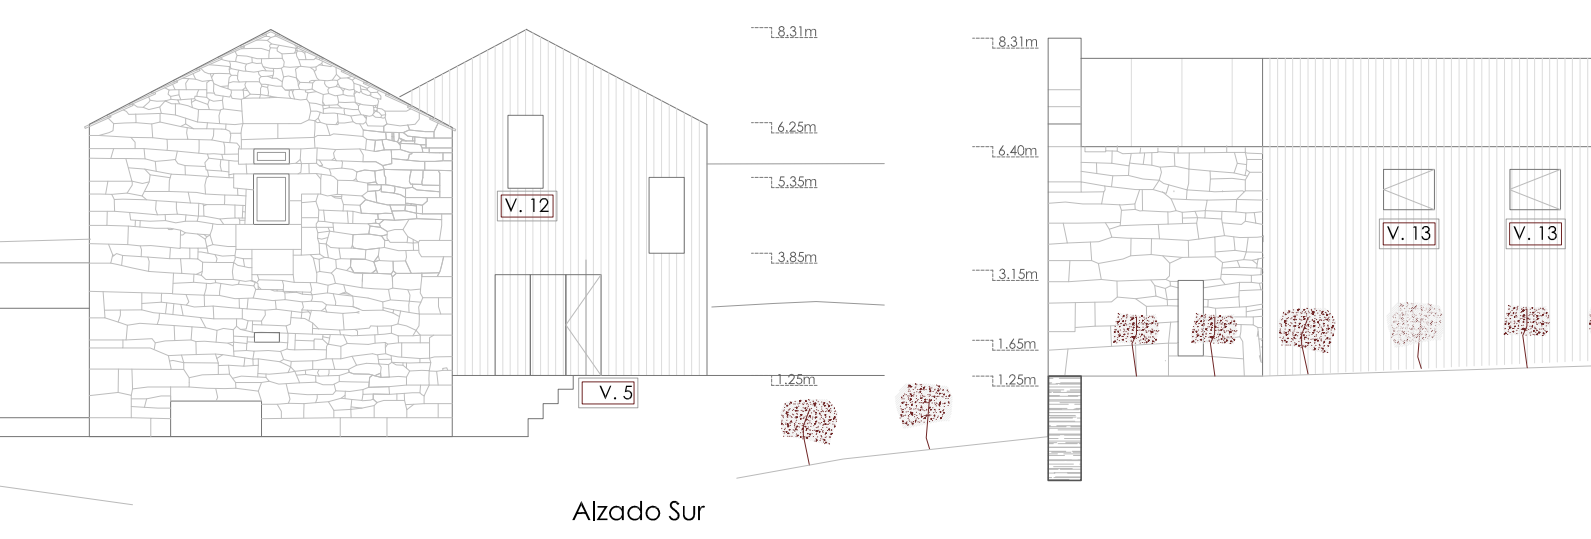 8.31m
6.25m
5.35m
3.85m
1.25m
V. 12
V. 5
8.31m
6.40m
3.15m
1.65m
1.25m
V. 13
V. 13
Alzado Sur